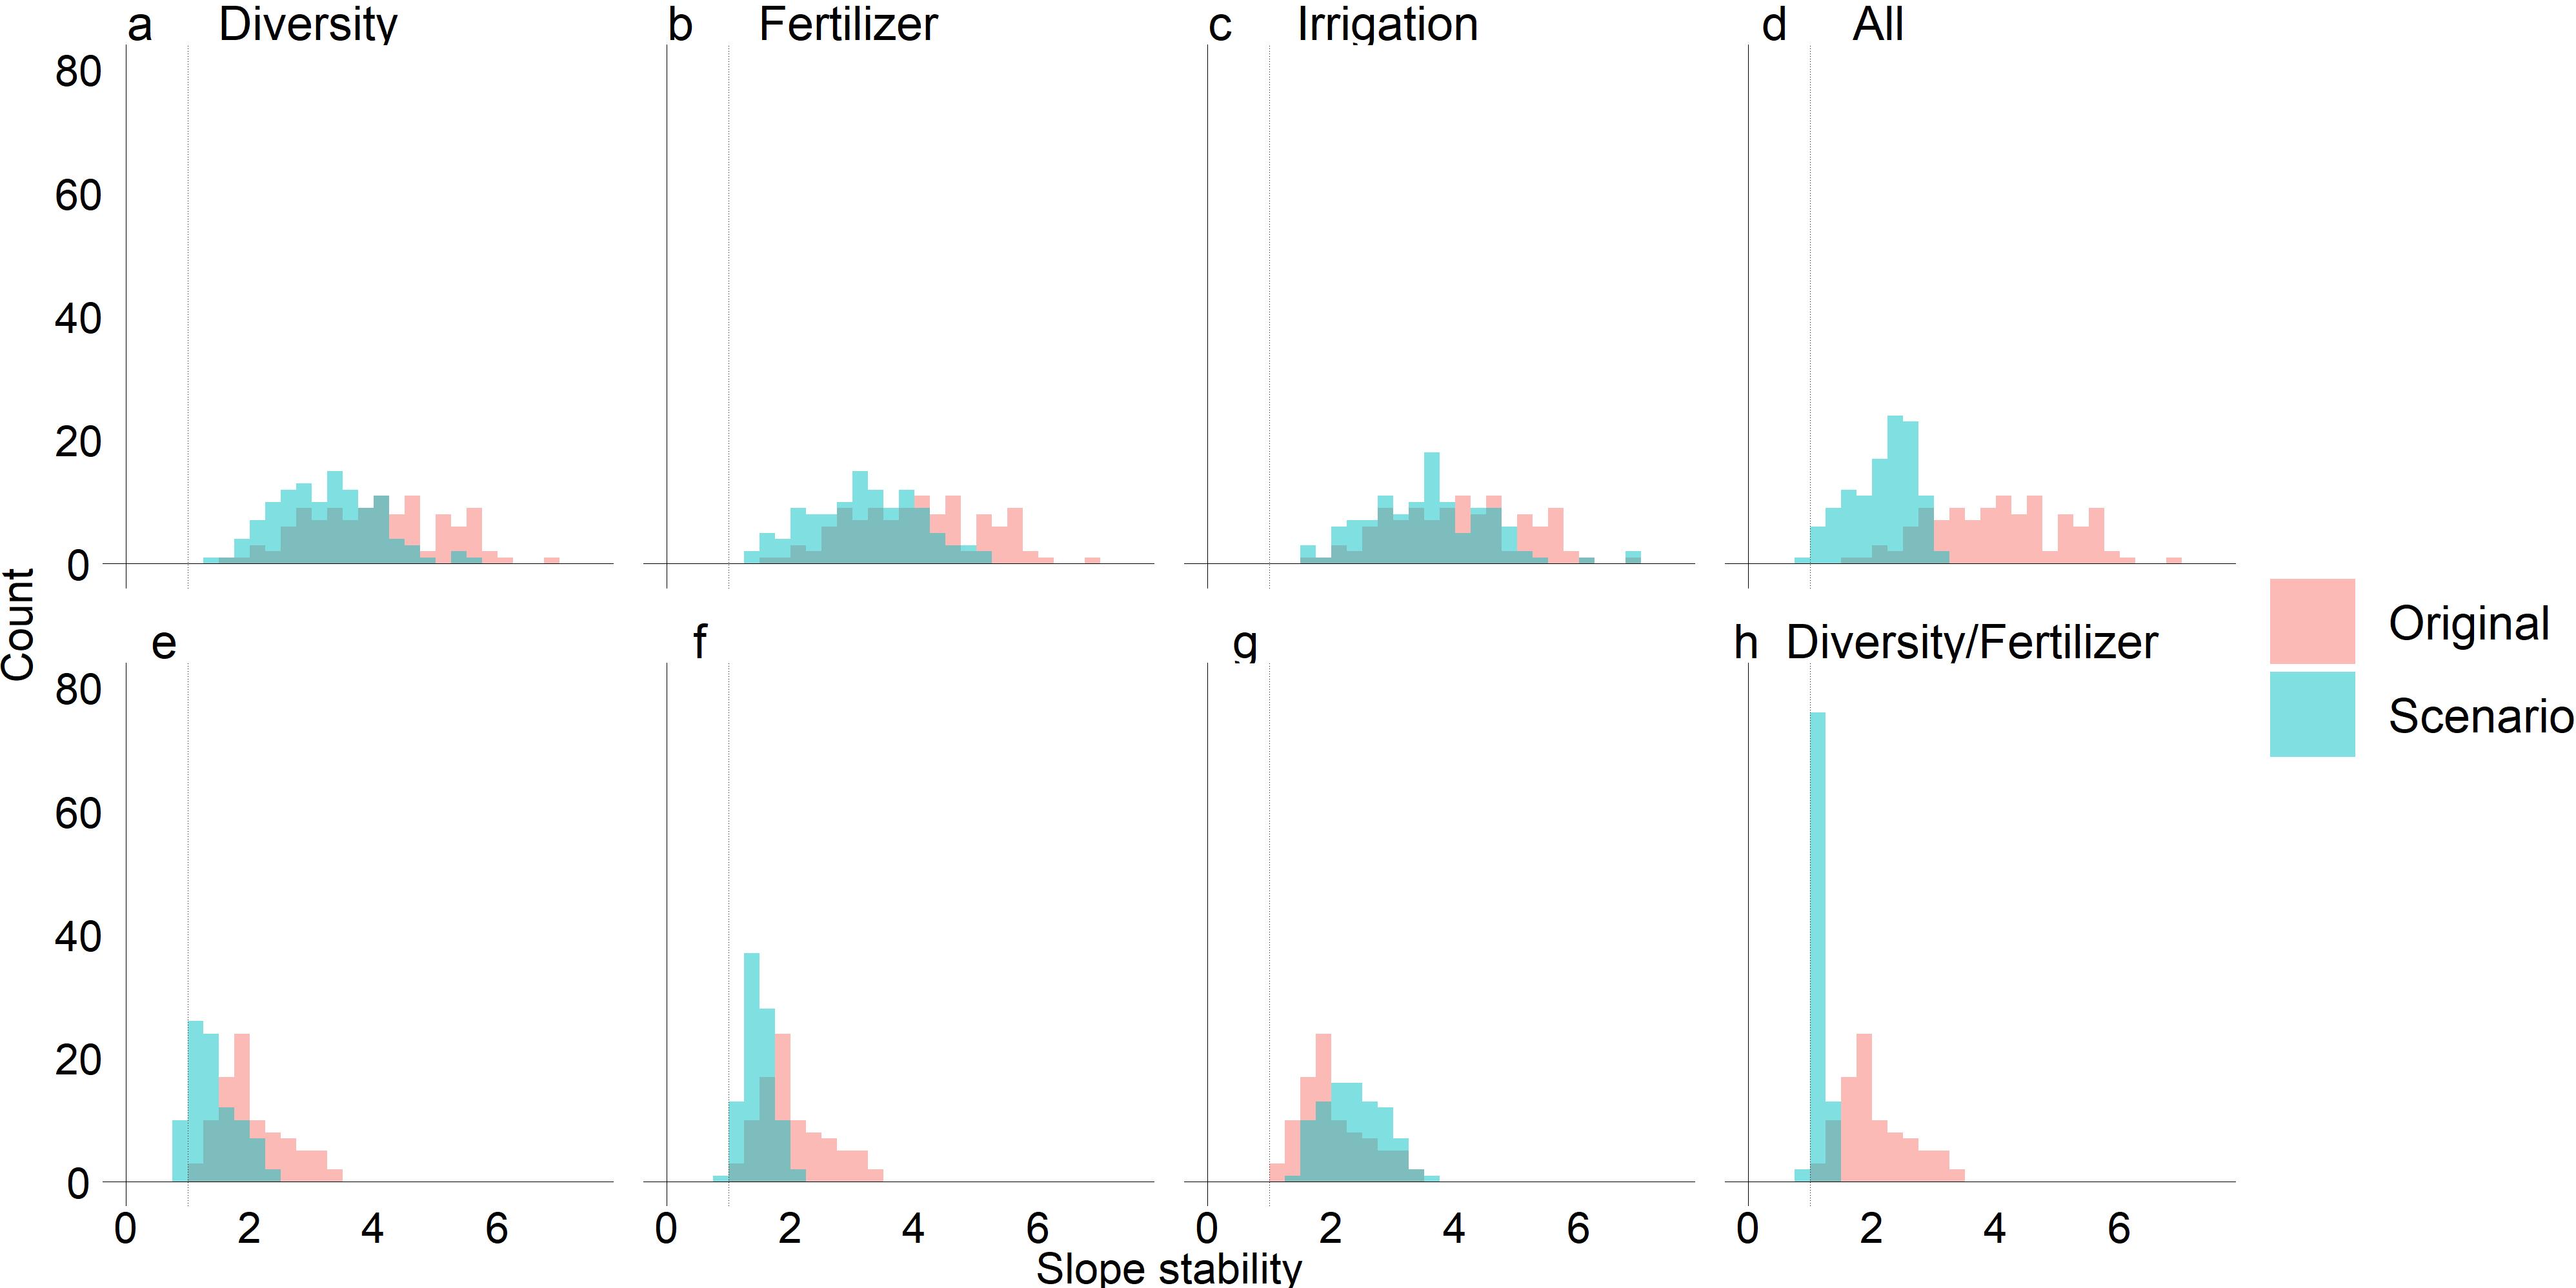 a Diversity
b Fertilizer
c Irrigation
d All
80
60
40
20
0
Count
Original
Scenario
e
f
g
h Diversity/Fertilizer
80
60
40
20
0
0 2 4 6
0 2 4 6
0 2 4 6
0 2 4 6
Slope stability